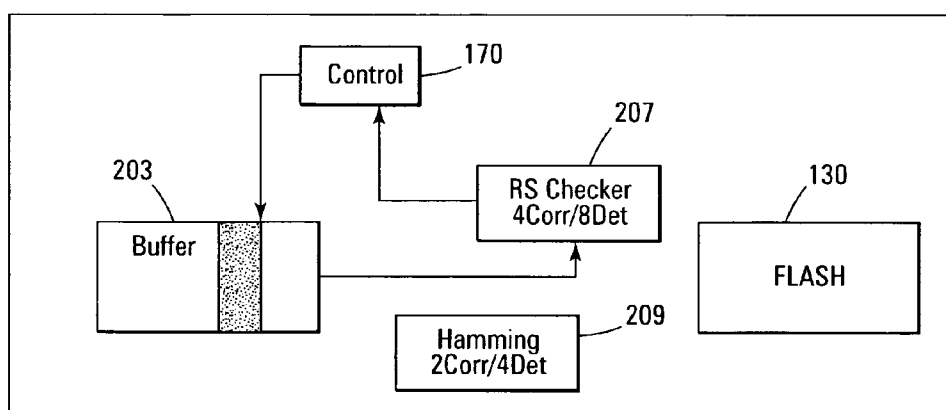 Control
170
207
203
RS Checker
4Corr/8Det
130
Buffer
FLASH
209
Hamming
2Corr/4Det